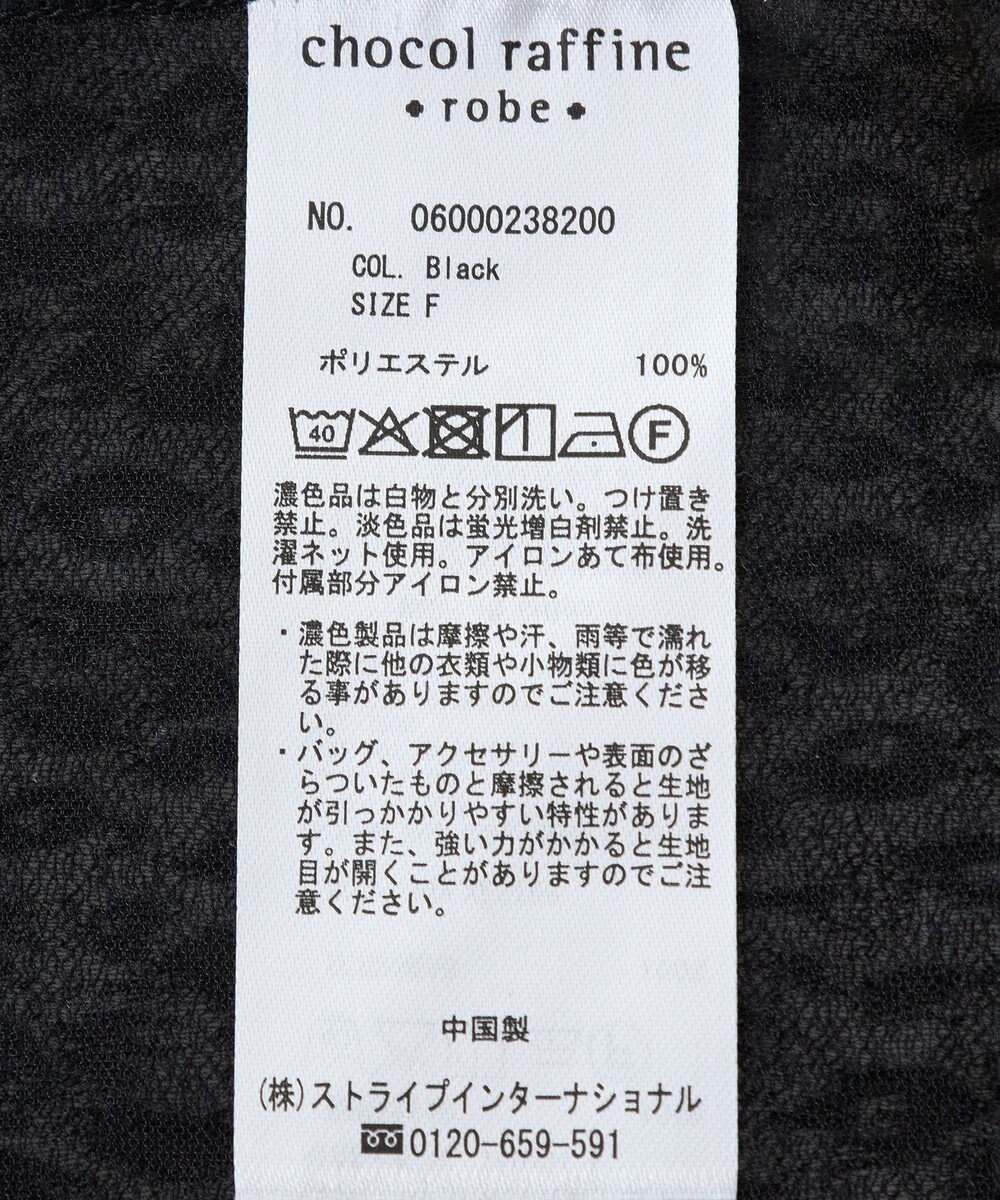 chocol raffine
robe
NO. 06000238200
COL. Black
SIZE F
ポリエステル 100%
40 F
濃色品は白物と分別洗い。つけ置き
禁止。淡色品は蛍光増白剤禁止。洗
濯ネット使用。アイロンあて布使用。
付属部分アイロン禁止。
・濃色製品は摩擦や汗、雨等で濡れ
た際に他の衣類や小物類に色が移
る事がありますのでご注意くださ
い。
・バッグ、アクセサリーや表面のざ
らついたものと摩擦されると生地
が引っかかりやすい特性がありま
す。また、強い力がかかると生地
目が開くことがありますのでご注
意ください。
中国製
(株)ストライプインターナショナル
0120-659-591